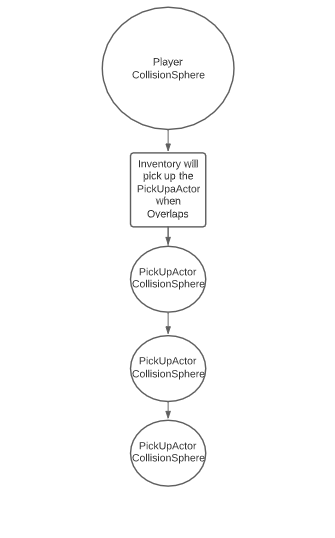 Player
CollisionSphere
Inventory will
pick up the
PickUpaActor
when
Overlaps
PickUpActor
CollisionSphere
PickUpActor
CollisionSphere
PickUpActor
CollisionSphere